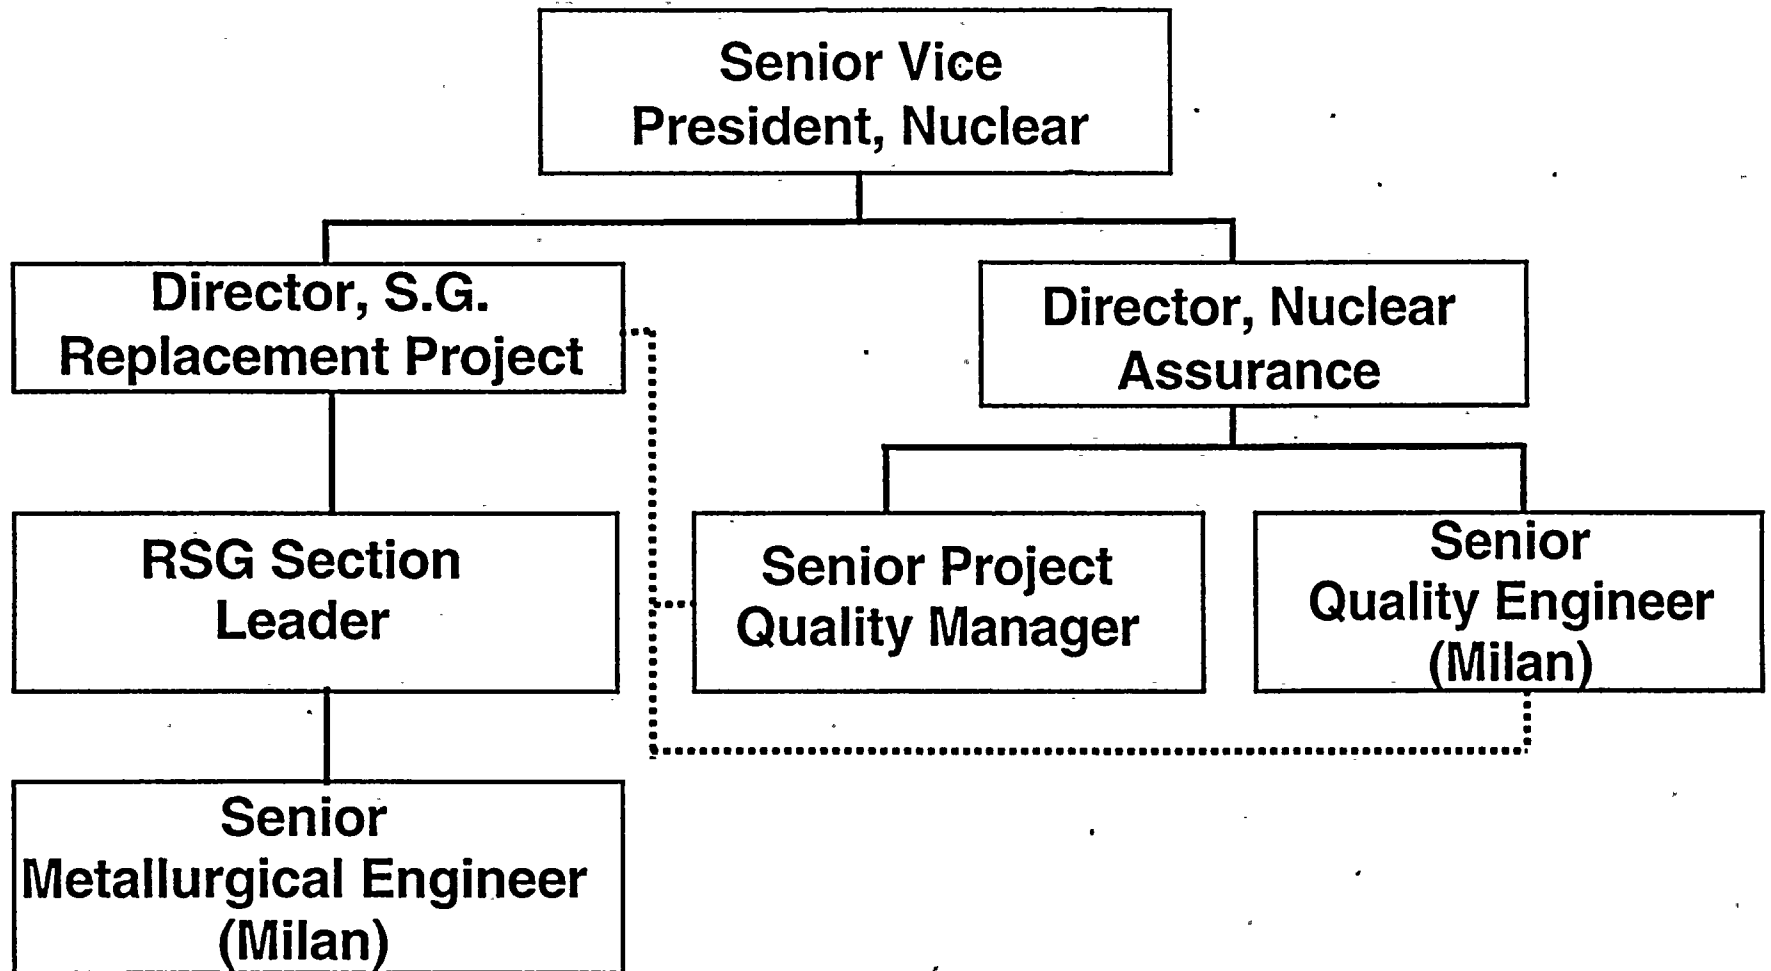 Senior Vice
President, Nuclear
Director, S.G.
Replacement Project
Director, Nuclear
Assurance
RSG Section
Leader
Senior Project
Quality Manager
Senior
Quality Engineer
(Milan)
Senior
Metallurgical Engineer
(Milan)